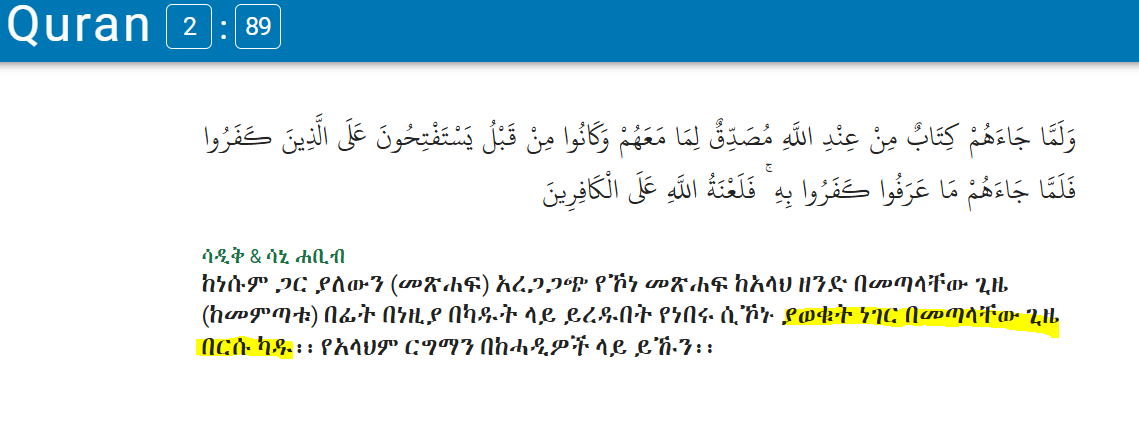 Quran 2 : 89
وَلَمَّا جَاءَهُمْ كِتَابٌ مِنْ عِنْدِ اللَّهِ مُصَدِّقٌ لِمَا مَعَهُمْ وَكَانُوا مِنْ قَبْلُ يَسْتَفْتِحُونَ عَلَى الَّذِينَ كَفَرُوا
فَلَمَّا جَاءَهُمْ مَا عَرَفُوا كَفَرُوا بِهِ ۚ فَلَعْنَةُ اللَّهِ عَلَى الْكَافِرِينَ
ሳዲቅ & ሳኒ ሐቢብ
ከነሱም ጋር ያለውን (መጽሐፍ) አረጋጋጭ የኾነ መጽሐፍ ከአላህ ዘንድ በመጣላቸው ጊዜ
(ከመምጣቱ) በፊት በነዚያ በካዱት ላይ ይረዱበት የነበሩ ሲኾኑ ያወቁት ነገር በመጣላቸው ጊዜ
በርሱ ካዱ፡፡ የአላህም ርግማን በከሓዲዎች ላይ ይኹን፡፡